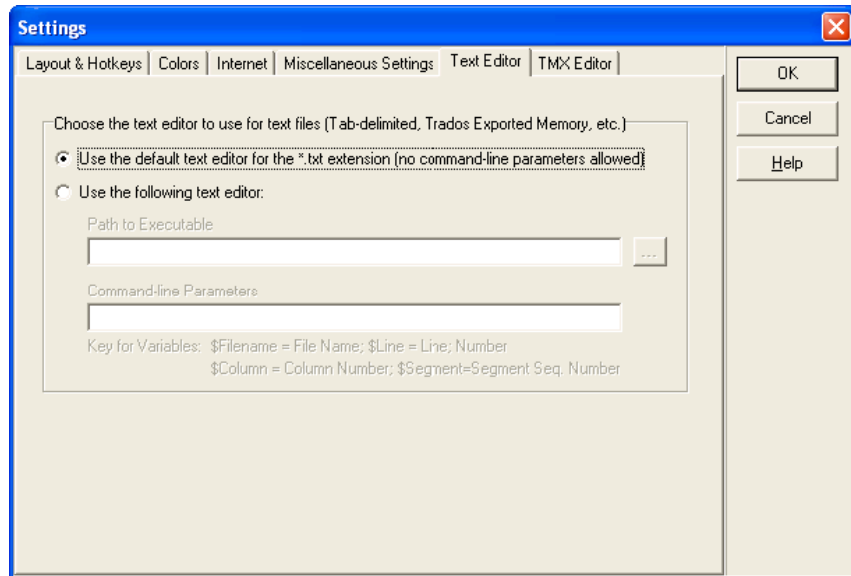 Settings
Layout & Hotkeys Colors Internet Miscellaneous Settings Text Editor TMX Editor
OK
Cancel
Help
Choose the text editor to use for text files (Tab-delimited, Trados Exported Memory, etc.)
Use the default text editor for the *.txt extension (no command-line parameters allowed)
Use the following text editor:
Path to Executable
...
Command-line Parameters
Key for Variables: $Filename = File Name; $Line = Line; Number
$Column = Column Number; $Segment=Segment Seq. Number